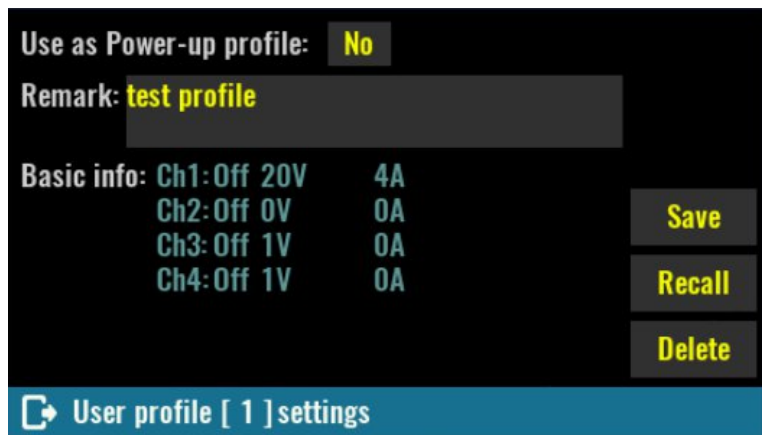 Use as Power-up profile: No
Remark: test profile
Basic info: Ch1: Off 20V 4A
Ch2: Off 0V 0A
Ch3: Off 1V 0A
Ch4: Off 1V 0A
Save
Recall
Delete
User profile [ 1 ] settings